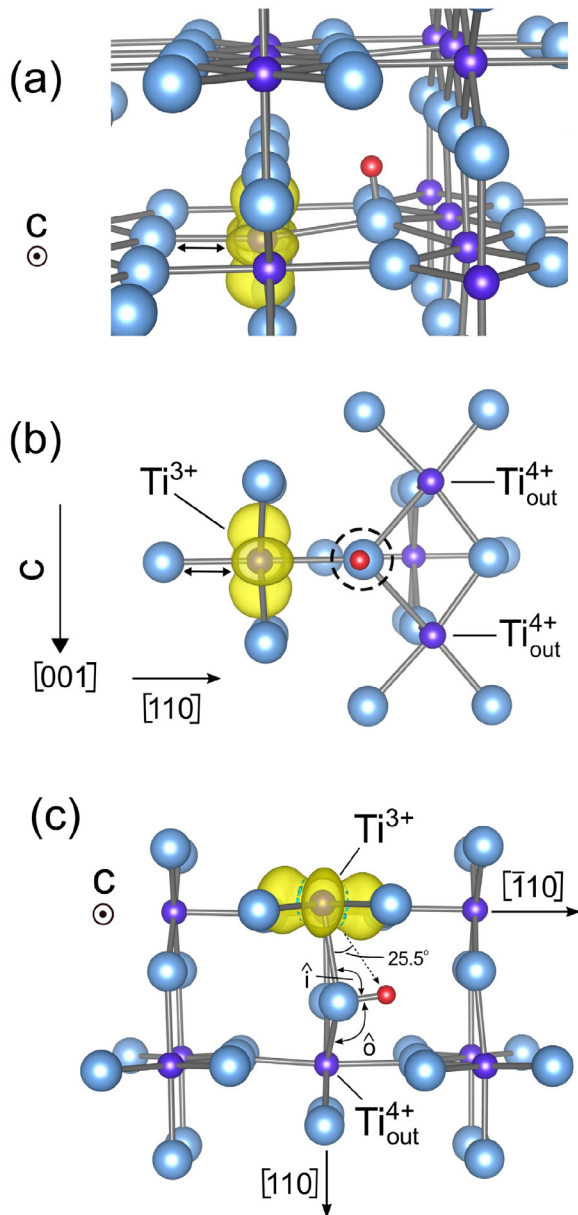 (a)
c
(b)
Ti³⁺
Ti⁴⁺out
c
Ti⁴⁺out
[001]
[110]
(c)
Ti³⁺
c
[1̄10]
25.5°
î
ô
Ti⁴⁺out
[110]